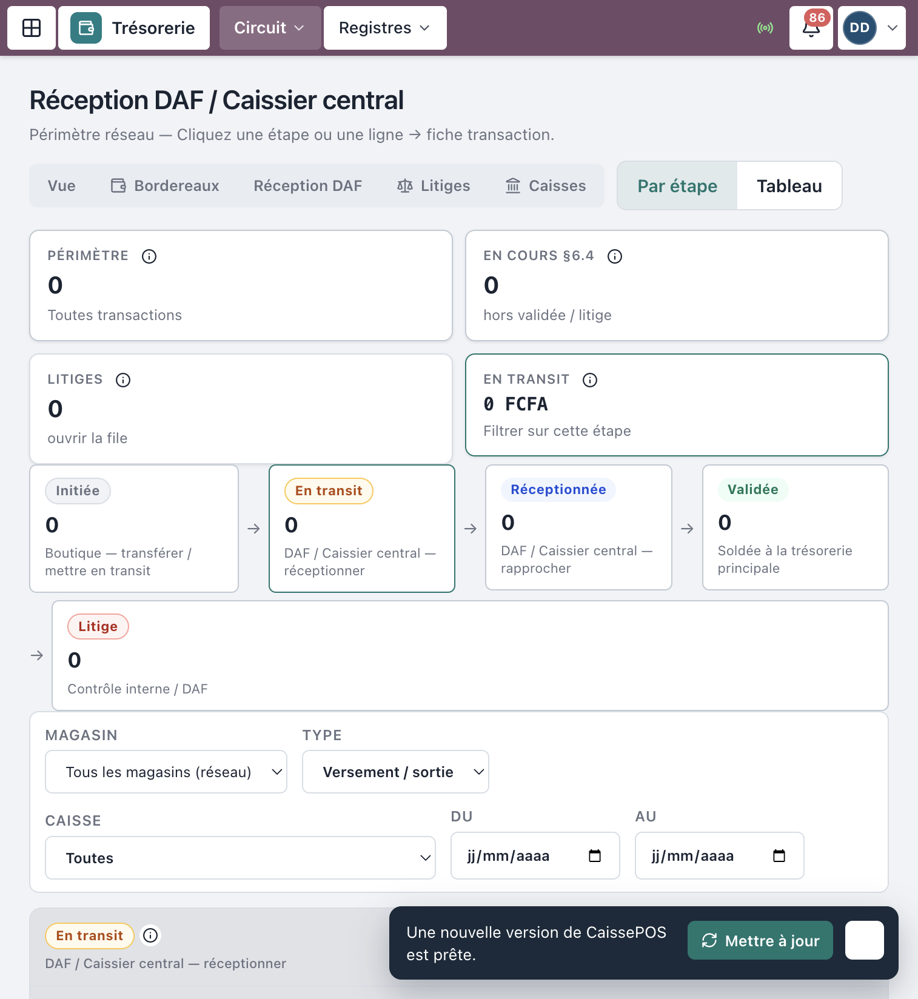 Trésorerie
Circuit
Registres
86
DD
Réception DAF / Caissier central
Périmètre réseau — Cliquez une étape ou une ligne → fiche transaction.
Vue
Bordereaux
Réception DAF
Litiges
Caisses
Par étape
Tableau
PÉRIMÈTRE
0
Toutes transactions
EN COURS §6.4
0
hors validée / litige
LITIGES
0
ouvrir la file
EN TRANSIT
0 FCFA
Filtrer sur cette étape
Initiée
0
Boutique — transférer /
mettre en transit
→
En transit
0
DAF / Caissier central —
réceptionner
→
Réceptionnée
0
DAF / Caissier central —
rapprocher
→
Validée
0
Soldée à la trésorerie
principale
→
Litige
0
Contrôle interne / DAF
MAGASIN
Tous les magasins (réseau)
TYPE
Versement / sortie
CAISSE
Toutes
DU
jj/mm/aaaa
AU
jj/mm/aaaa
En transit
DAF / Caissier central — réceptionner
Une nouvelle version de CaissePOS
est prête.
Mettre à jour